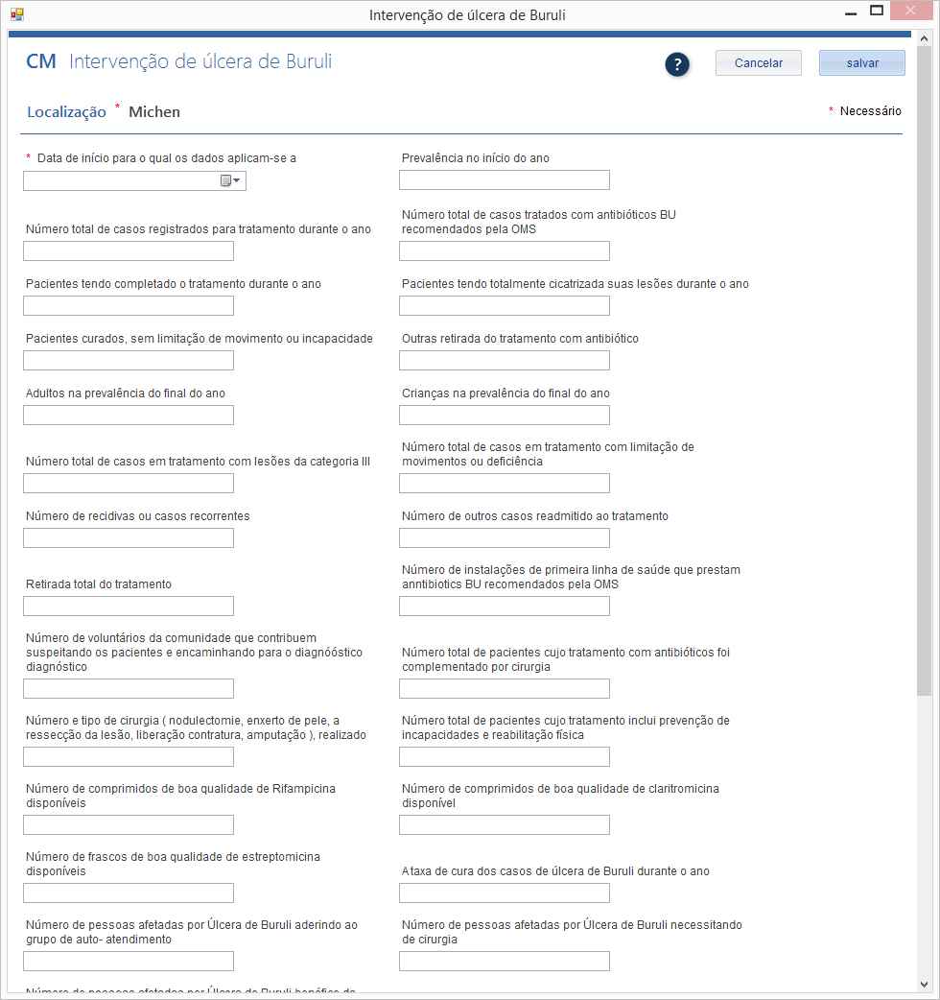 Intervenção de úlcera de Buruli
CM Intervenção de úlcera de Buruli
?
Cancelar
salvar
Localização * Michen
* Necessário
* Data de início para o qual os dados aplicam-se a
Prevalência no início do ano
Número total de casos registrados para tratamento durante o ano
Número total de casos tratados com antibióticos BU
recomendados pela OMS
Pacientes tendo completado o tratamento durante o ano
Pacientes tendo totalmente cicatrizada suas lesões durante o ano
Pacientes curados, sem limitação de movimento ou incapacidade
Outras retirada do tratamento com antibiótico
Adultos na prevalência do final do ano
Crianças na prevalência do final do ano
Número total de casos em tratamento com lesões da categoria III
Número total de casos em tratamento com limitação de
movimentos ou deficiência
Número de recidivas ou casos recorrentes
Número de outros casos readmitido ao tratamento
Retirada total do tratamento
Número de instalações de primeira linha de saúde que prestam
anntibiotics BU recomendados pela OMS
Número de voluntários da comunidade que contribuem
suspeitando os pacientes e encaminhando para o diagnóóstico
diagnóstico
Número total de pacientes cujo tratamento com antibióticos foi
complementado por cirurgia
Número e tipo de cirurgia ( nodulectomie, enxerto de pele, a
ressecção da lesão, liberação contratura, amputação ), realizado
Número total de pacientes cujo tratamento inclui prevenção de
incapacidades e reabilitação física
Número de comprimidos de boa qualidade de Rifampicina
disponíveis
Número de comprimidos de boa qualidade de claritromicina
disponível
Número de frascos de boa qualidade de estreptomicina
disponíveis
Ataxa de cura dos casos de úlcera de Buruli durante o ano
Número de pessoas afetadas por Úlcera de Buruli aderindo ao
grupo de auto- atendimento
Número de pessoas afetadas por Úlcera de Buruli necessitando
de cirurgia
Número de pessoas afetadas por Úlcera de Buruli benéfica de